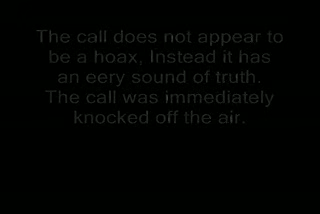 The call does not appear to
be a hoax, Instead it has
an eery sound of truth.
The call was immediately
knocked off the air.